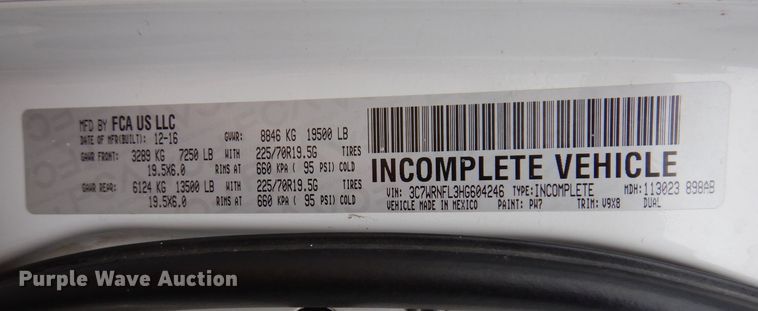 MFD BY FCA US LLC
DATE OF MFR(BUILT): 12-16 GVWR: 8846 KG 19500 LB
GAWR FRONT: 3289 KG 7250 LB WITH 225/70R19.5G TIRES
19.5X6.0 RIMS AT 660 KPA ( 95 PSI) COLD
GAWR REAR: 6124 KG 13500 LB WITH 225/70R19.5G TIRES
19.5X6.0 RIMS AT 660 KPA ( 95 PSI) COLD
INCOMPLETE VEHICLE
VIN: 3C7WRNFL3HG604246 TYPE: INCOMPLETE MDH: 113023 898AB
VEHICLE MADE IN MEXICO PAINT: PW7 TRIM: V9X8 DUAL
Purple Wave Auction